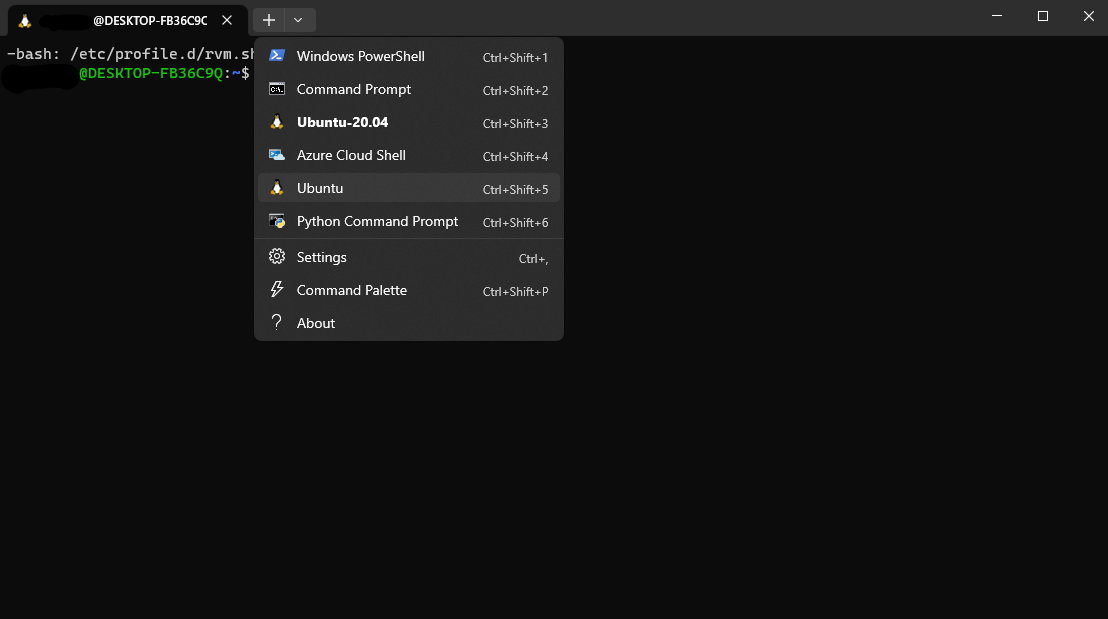 @DESKTOP-FB36C9C
-bash: /etc/profile.d/rvm.sh
@DESKTOP-FB36C9Q:~$
Windows PowerShell Ctrl+Shift+1
Command Prompt Ctrl+Shift+2
Ubuntu-20.04 Ctrl+Shift+3
Azure Cloud Shell Ctrl+Shift+4
Ubuntu Ctrl+Shift+5
Python Command Prompt Ctrl+Shift+6
Settings Ctrl+,
Command Palette Ctrl+Shift+P
About